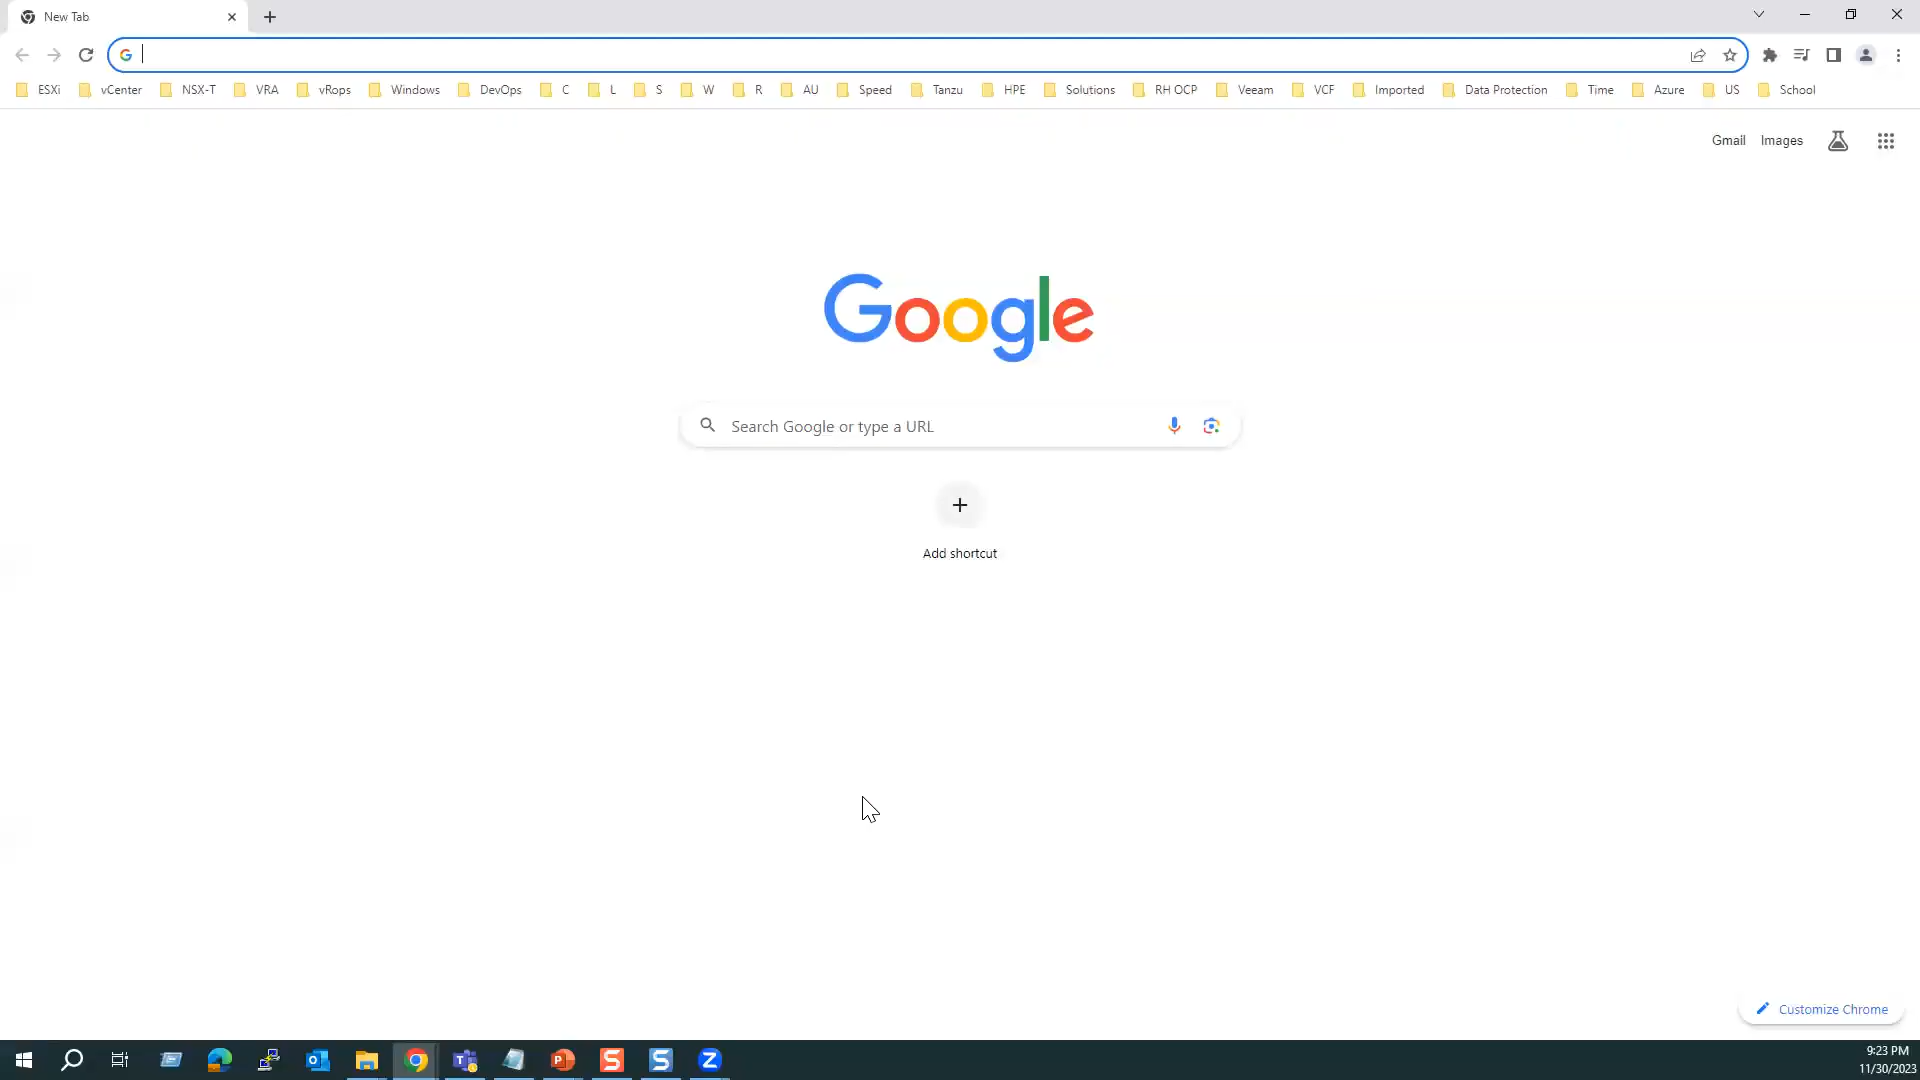 New Tab
ESXi vCenter NSX-T VRA vRops Windows DevOps C L S W R AU Speed Tanzu HPE Solutions RH OCP Veeam VCF Imported Data Protection Time Azure US School
Gmail Images
Google
Search Google or type a URL
Add shortcut
Customize Chrome
9:23 PM
11/30/2023